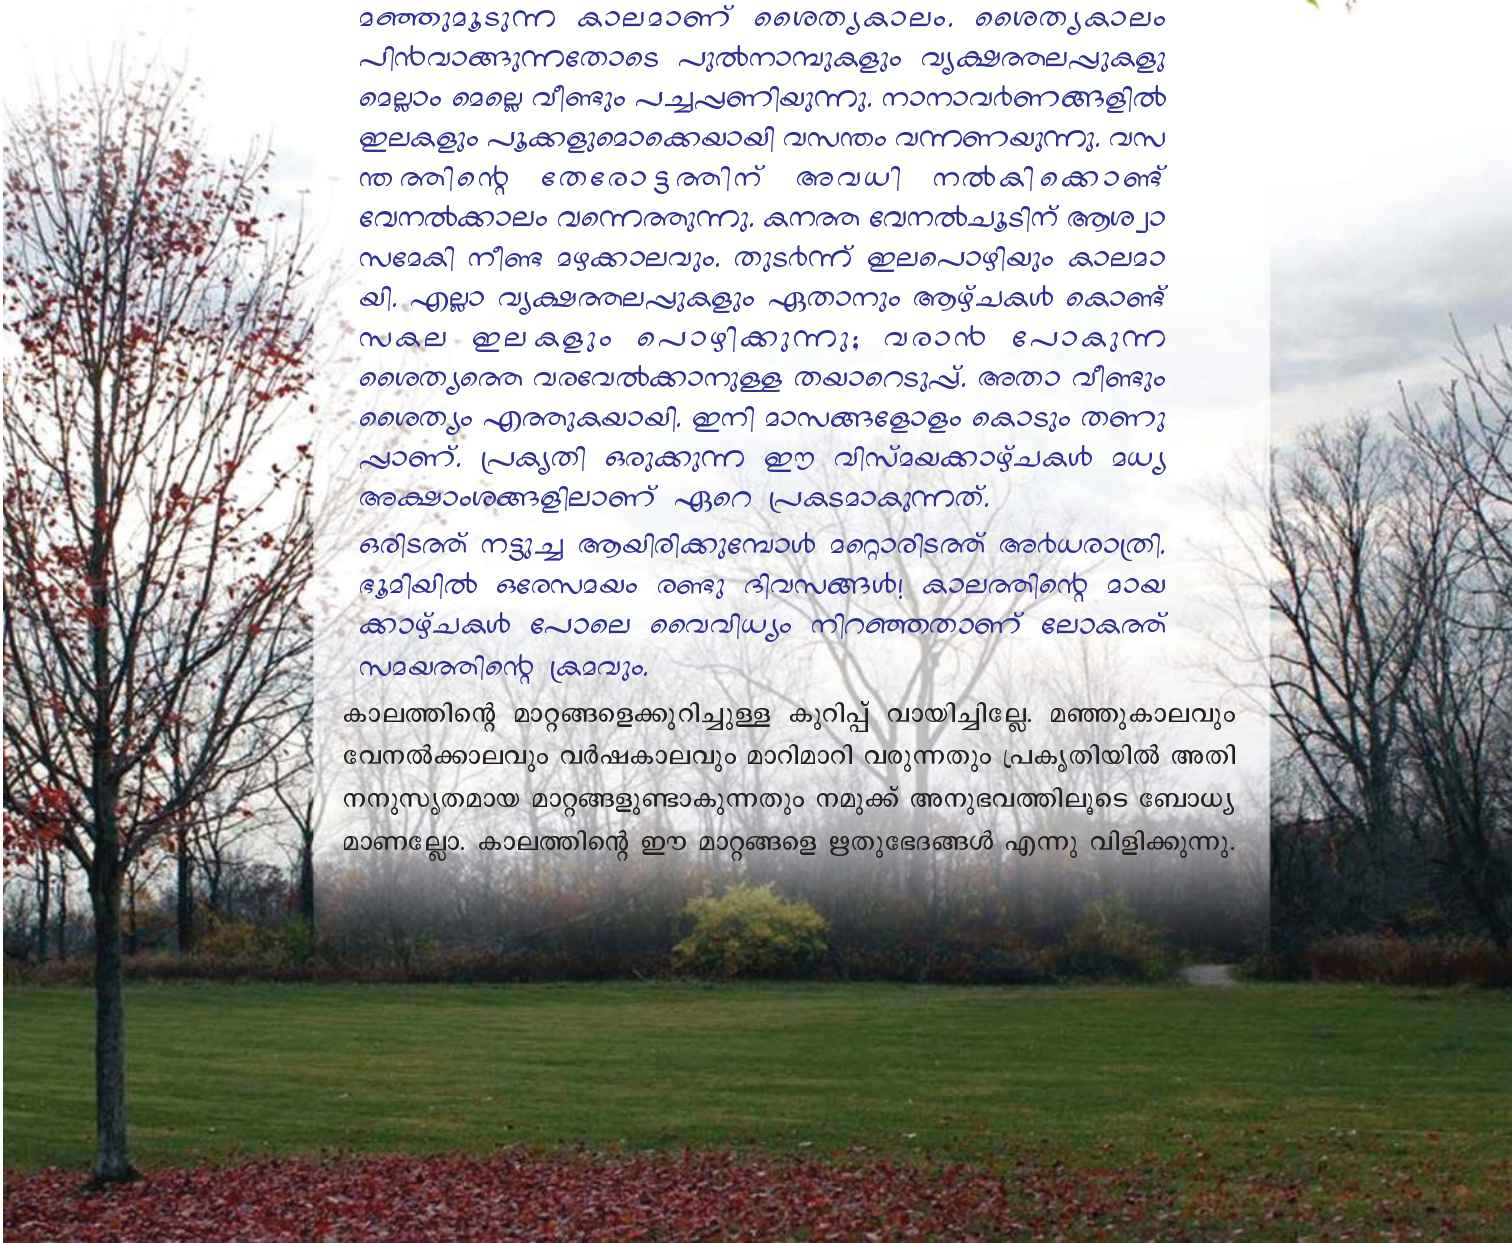 മഞ്ഞുമൂടുന്ന കാലമാണ് ശൈത്യകാലം. ശൈത്യകാലം
പിൻവാങ്ങുന്നതോടെ പുൽനാമ്പുകളും വൃക്ഷത്തലപ്പുകളു
മെല്ലാം മെല്ലെ വീണ്ടും പച്ചപ്പണിയുന്നു. നാനാവർണങ്ങളിൽ
ഇലകളും പൂക്കളുമൊക്കെയായി വസന്തം വന്നണയുന്നു. വസ
ന്തത്തിന്റെ തേരോട്ടത്തിന് അവധി നൽകിക്കൊണ്ട്
വേനൽക്കാലം വന്നെത്തുന്നു. കനത്ത വേനൽചൂടിന് ആശ്വാ
സമേകി നീണ്ട മഴക്കാലവും. തുടർന്ന് ഇലപൊഴിയും കാലമാ
യി. എല്ലാ വൃക്ഷത്തലപ്പുകളും ഏതാനും ആഴ്ചകൾ കൊണ്ട്
സകല ഇലകളും പൊഴിക്കുന്നു; വരാൻ പോകുന്ന
ശൈത്യത്തെ വരവേൽക്കാനുള്ള തയാറെടുപ്പ്. അതാ വീണ്ടും
ശൈത്യം എത്തുകയായി. ഇനി മാസങ്ങളോളം കൊടും തണു
പ്പാണ്. പ്രകൃതി ഒരുക്കുന്ന ഈ വിസ്മയക്കാഴ്ചകൾ മധ്യ
അക്ഷാംശങ്ങളിലാണ് ഏറെ പ്രകടമാകുന്നത്.
ഒരിടത്ത് നട്ടുച്ച ആയിരിക്കുമ്പോൾ മറ്റൊരിടത്ത് അർധരാത്രി.
ഭൂമിയിൽ ഒരേസമയം രണ്ടു ദിവസങ്ങൾ! കാലത്തിന്റെ മായ
ക്കാഴ്ചകൾ പോലെ വൈവിധ്യം നിറഞ്ഞതാണ് ലോകത്ത്
സമയത്തിന്റെ ക്രമവും.
കാലത്തിന്റെ മാറ്റങ്ങളെക്കുറിച്ചുള്ള കുറിപ്പ് വായിച്ചില്ലേ. മഞ്ഞുകാലവും
വേനൽക്കാലവും വർഷകാലവും മാറിമാറി വരുന്നതും പ്രകൃതിയിൽ അതി
നനുസൃതമായ മാറ്റങ്ങളുണ്ടാകുന്നതും നമുക്ക് അനുഭവത്തിലൂടെ ബോധ്യ
മാണല്ലോ. കാലത്തിന്റെ ഈ മാറ്റങ്ങളെ ഋതുഭേദങ്ങൾ എന്നു വിളിക്കുന്നു.